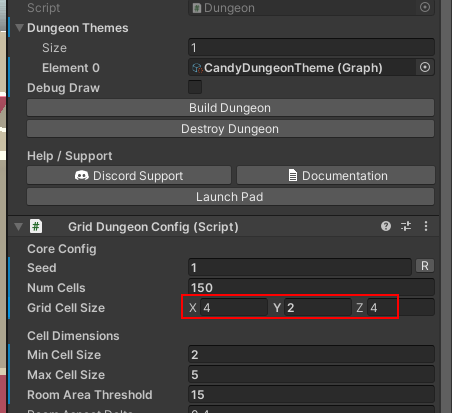 Script Dungeon
Dungeon Themes
Size 1
Element 0 CandyDungeonTheme (Graph)
Debug Draw
Build Dungeon
Destroy Dungeon
Help / Support
Discord Support Documentation
Launch Pad
# Grid Dungeon Config (Script)
Core Config
Seed 1 R
Num Cells 150
Grid Cell Size X 4 Y 2 Z 4
Cell Dimensions
Min Cell Size 2
Max Cell Size 5
Room Area Threshold 15